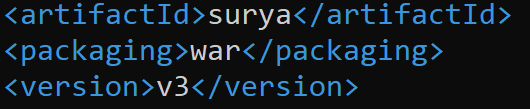 <artifactId>surya</artifactId>
<packaging>war</packaging>
<version>v3</version>